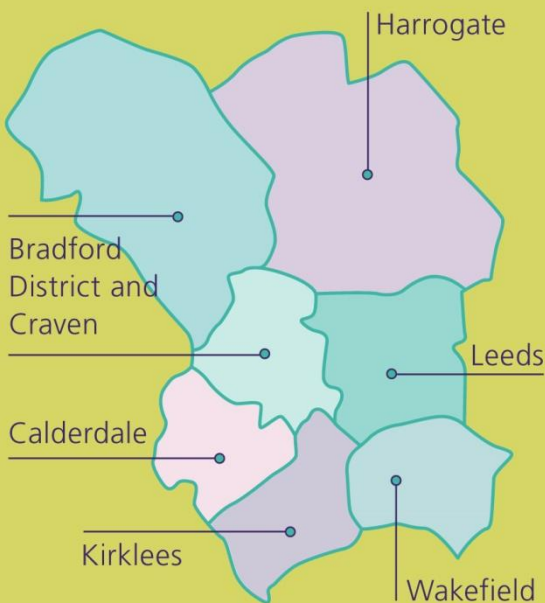 Harrogate
Bradford
District and
Craven
Leeds
Calderdale
Kirklees
Wakefield